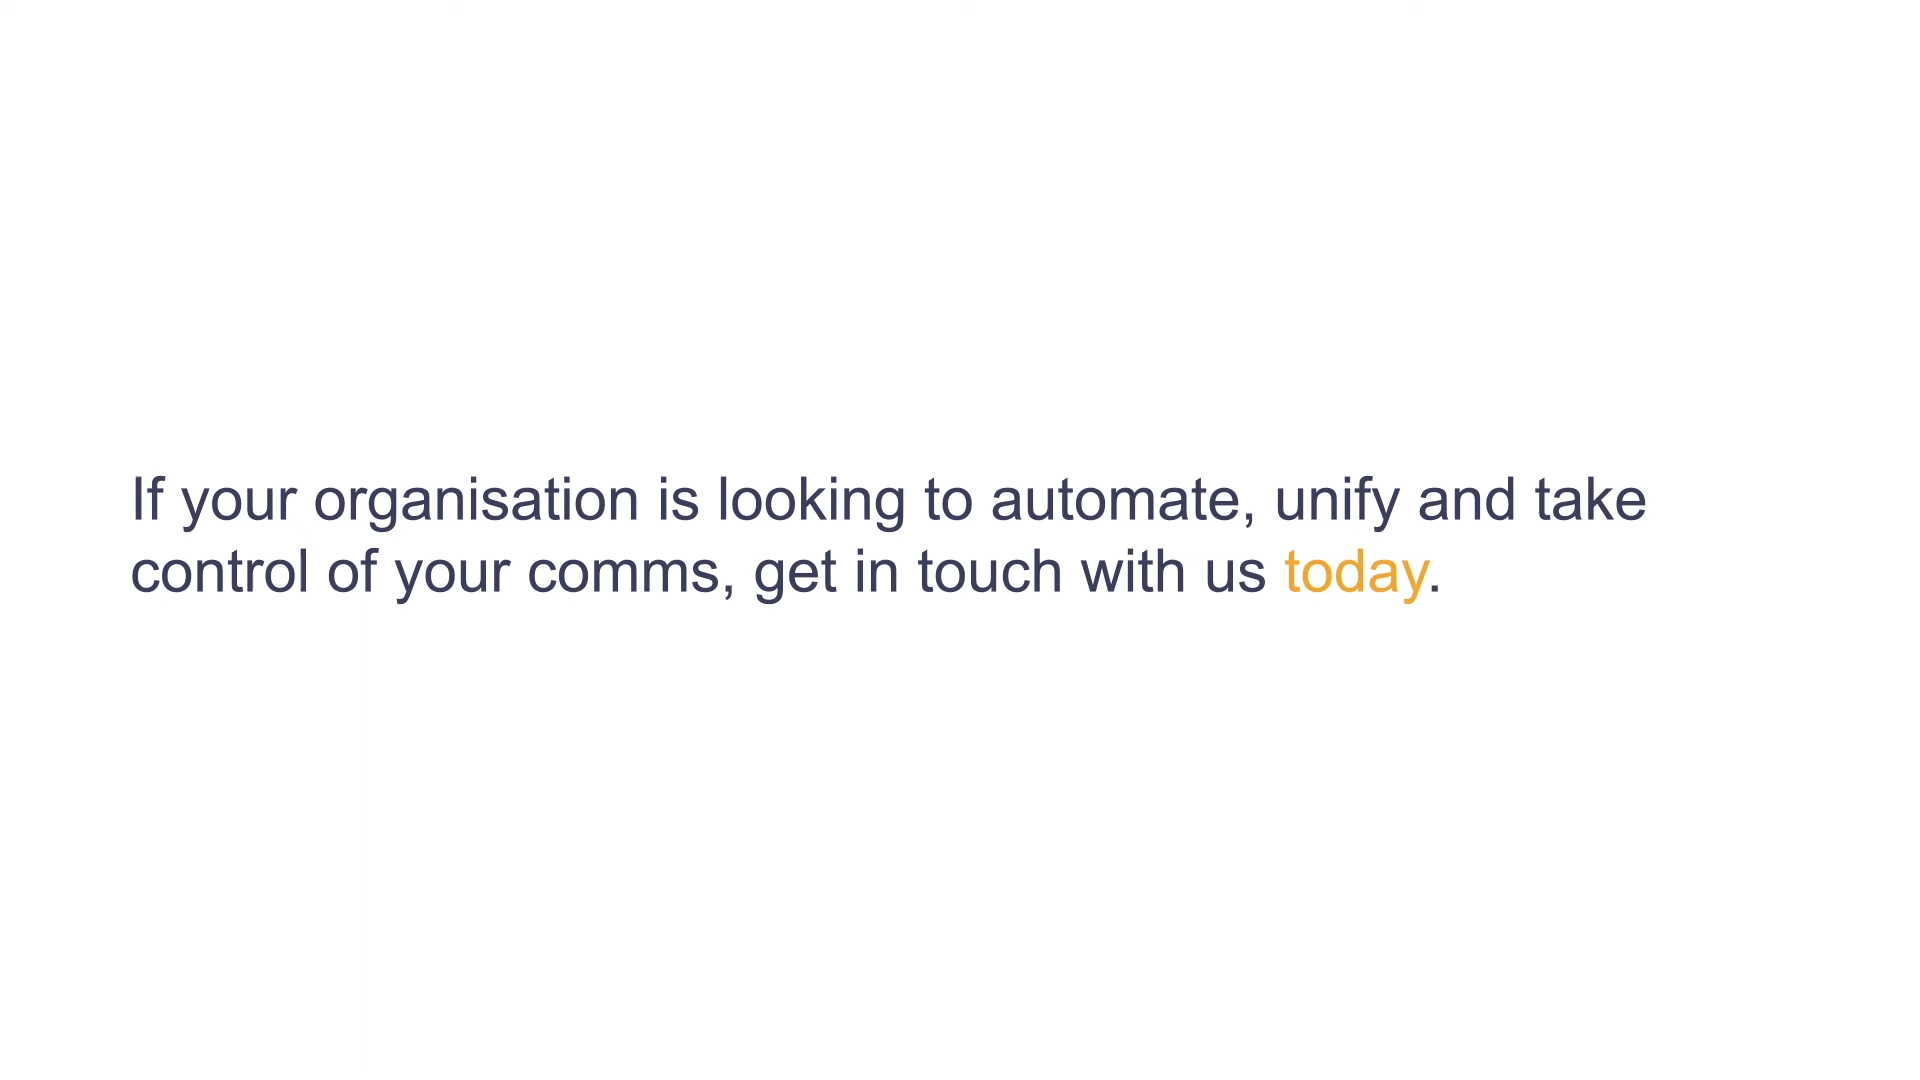 If your organisation is looking to automate, unify and take
control of your comms, get in touch with us today.